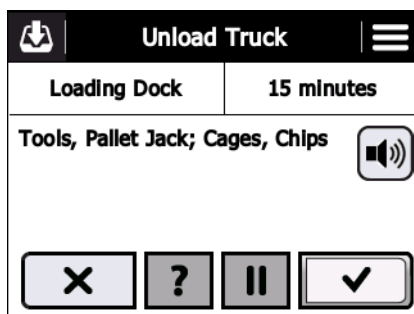 Unload Truck
Loading Dock 15 minutes
Tools, Pallet Jack; Cages, Chips
?